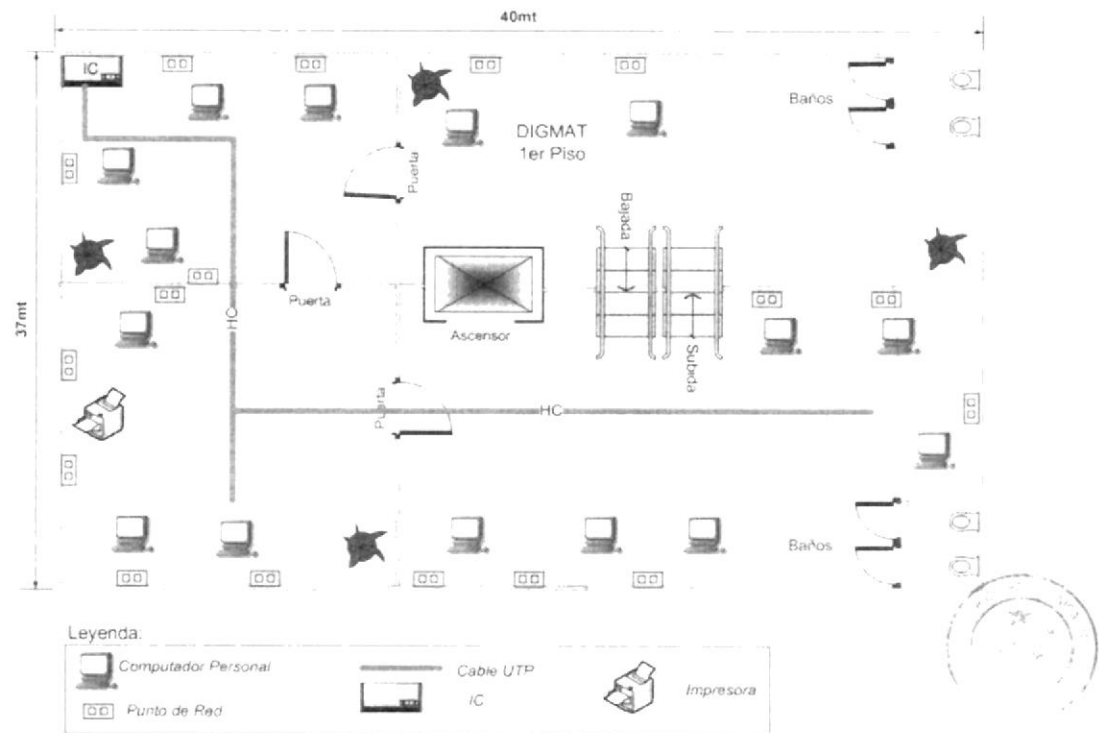 40mt
IC
Baños
DIGMAT
1er Piso
Puerta
Bajada
37mt
Puerta
HC
Ascensor
Subida
Puerta
HC
Baños
Leyenda:
Computador Personal
Cable UTP
Impresora
IC
Punto de Red